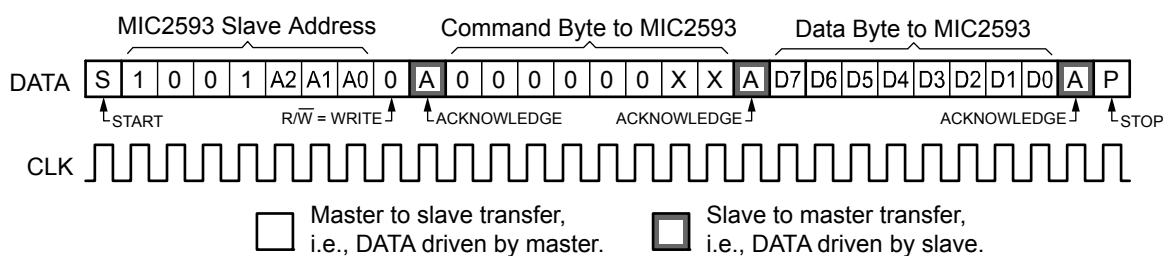 MIC2593 Slave Address Command Byte to MIC2593 Data Byte to MIC2593
DATA S 1 0 0 1 A2 A1 A0 0 A 0 0 0 0 0 0 X X A D7 D6 D5 D4 D3 D2 D1 D0 A P
START R/W̅ = WRITE ACKNOWLEDGE ACKNOWLEDGE ACKNOWLEDGE STOP
CLK
Master to slave transfer,
i.e., DATA driven by master.
Slave to master transfer,
i.e., DATA driven by slave.